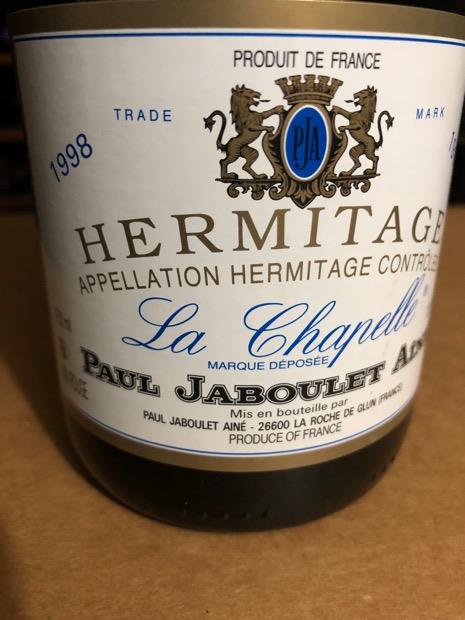 PRODUIT DE FRANCE
TRADE MARK
1998
PJA
HERMITAGE
APPELLATION HERMITAGE CONTRÔLÉE
La Chapelle ®
MARQUE DÉPOSÉE
PAUL JABOULET
Mis en bouteille par
PAUL JABOULET AINÉ - 26600 LA ROCHE DE GLUN (FRANCE)
PRODUCE OF FRANCE